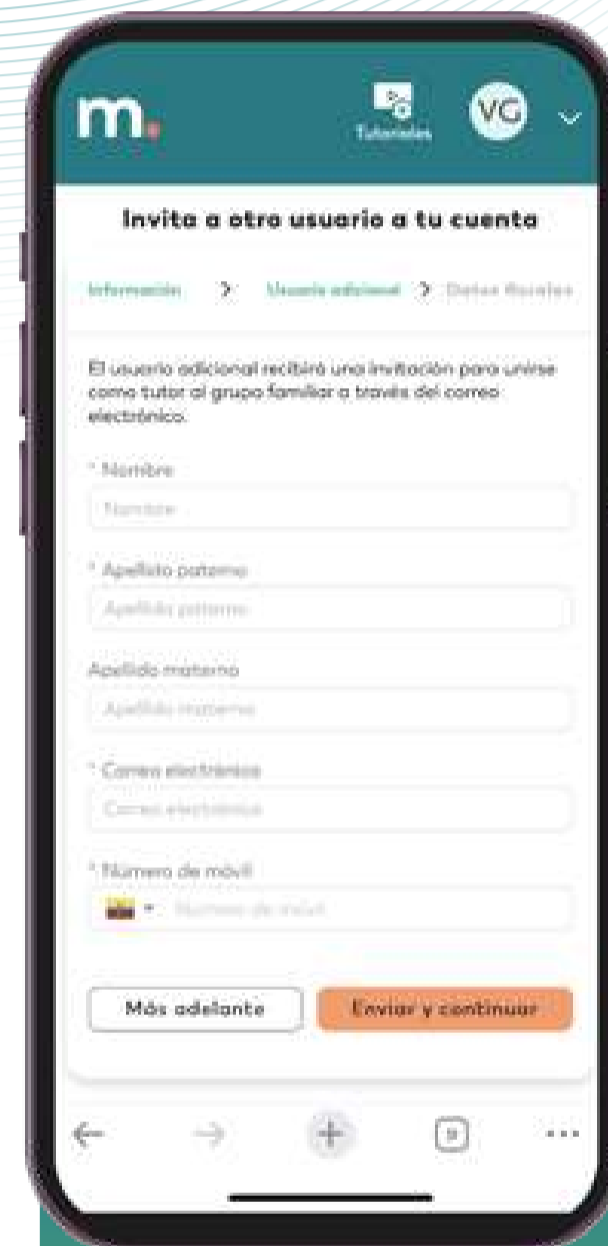 m.
Tutoriales
VG
Invita a otro usuario a tu cuenta
Información > Usuario adicional > Datos fiscales
El usuario adicional recibirá una invitación para unirse
como tutor al grupo familiar a través del correo
electrónico.
* Nombre
Nombre
* Apellido paterno
Apellido paterno
Apellido materno
Apellido materno
* Correo electrónico
Correo electrónico
* Número de móvil
Número de móvil
Más adelante
Enviar y continuar